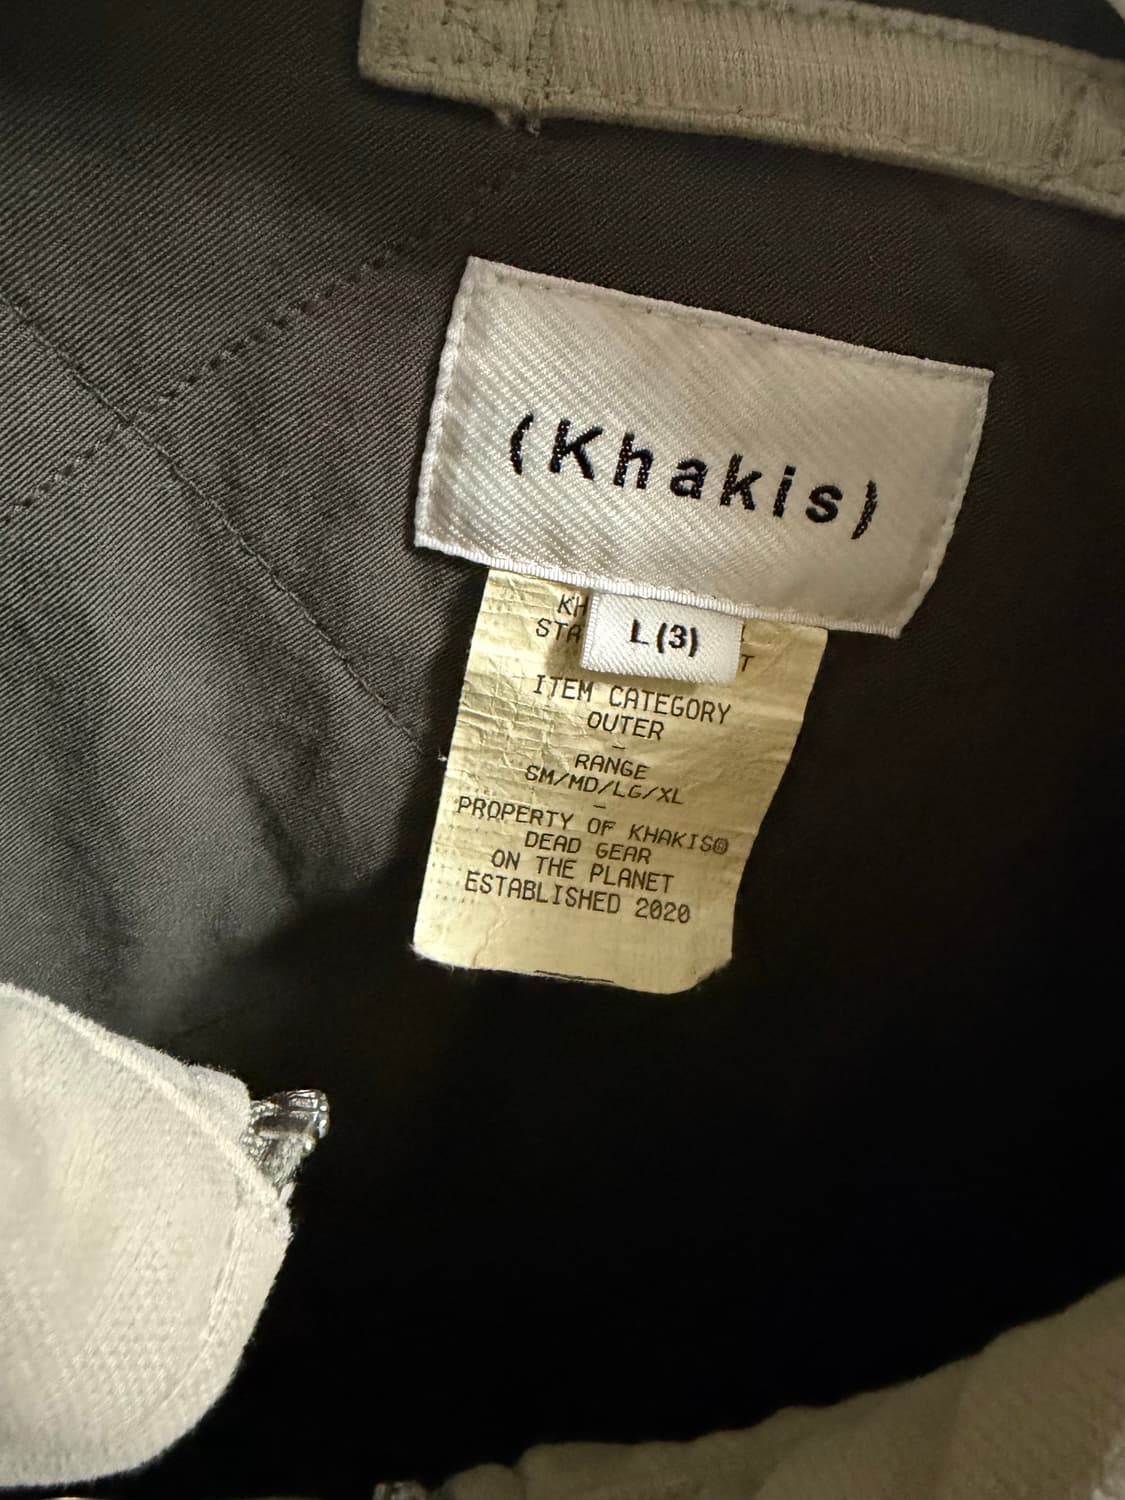 (Khakis)
L(3)
ITEM CATEGORY
OUTER
–
RANGE
SM/MD/LG/XL
–
PROPERTY OF KHAKIS®
DEAD GEAR
ON THE PLANET
ESTABLISHED 2020